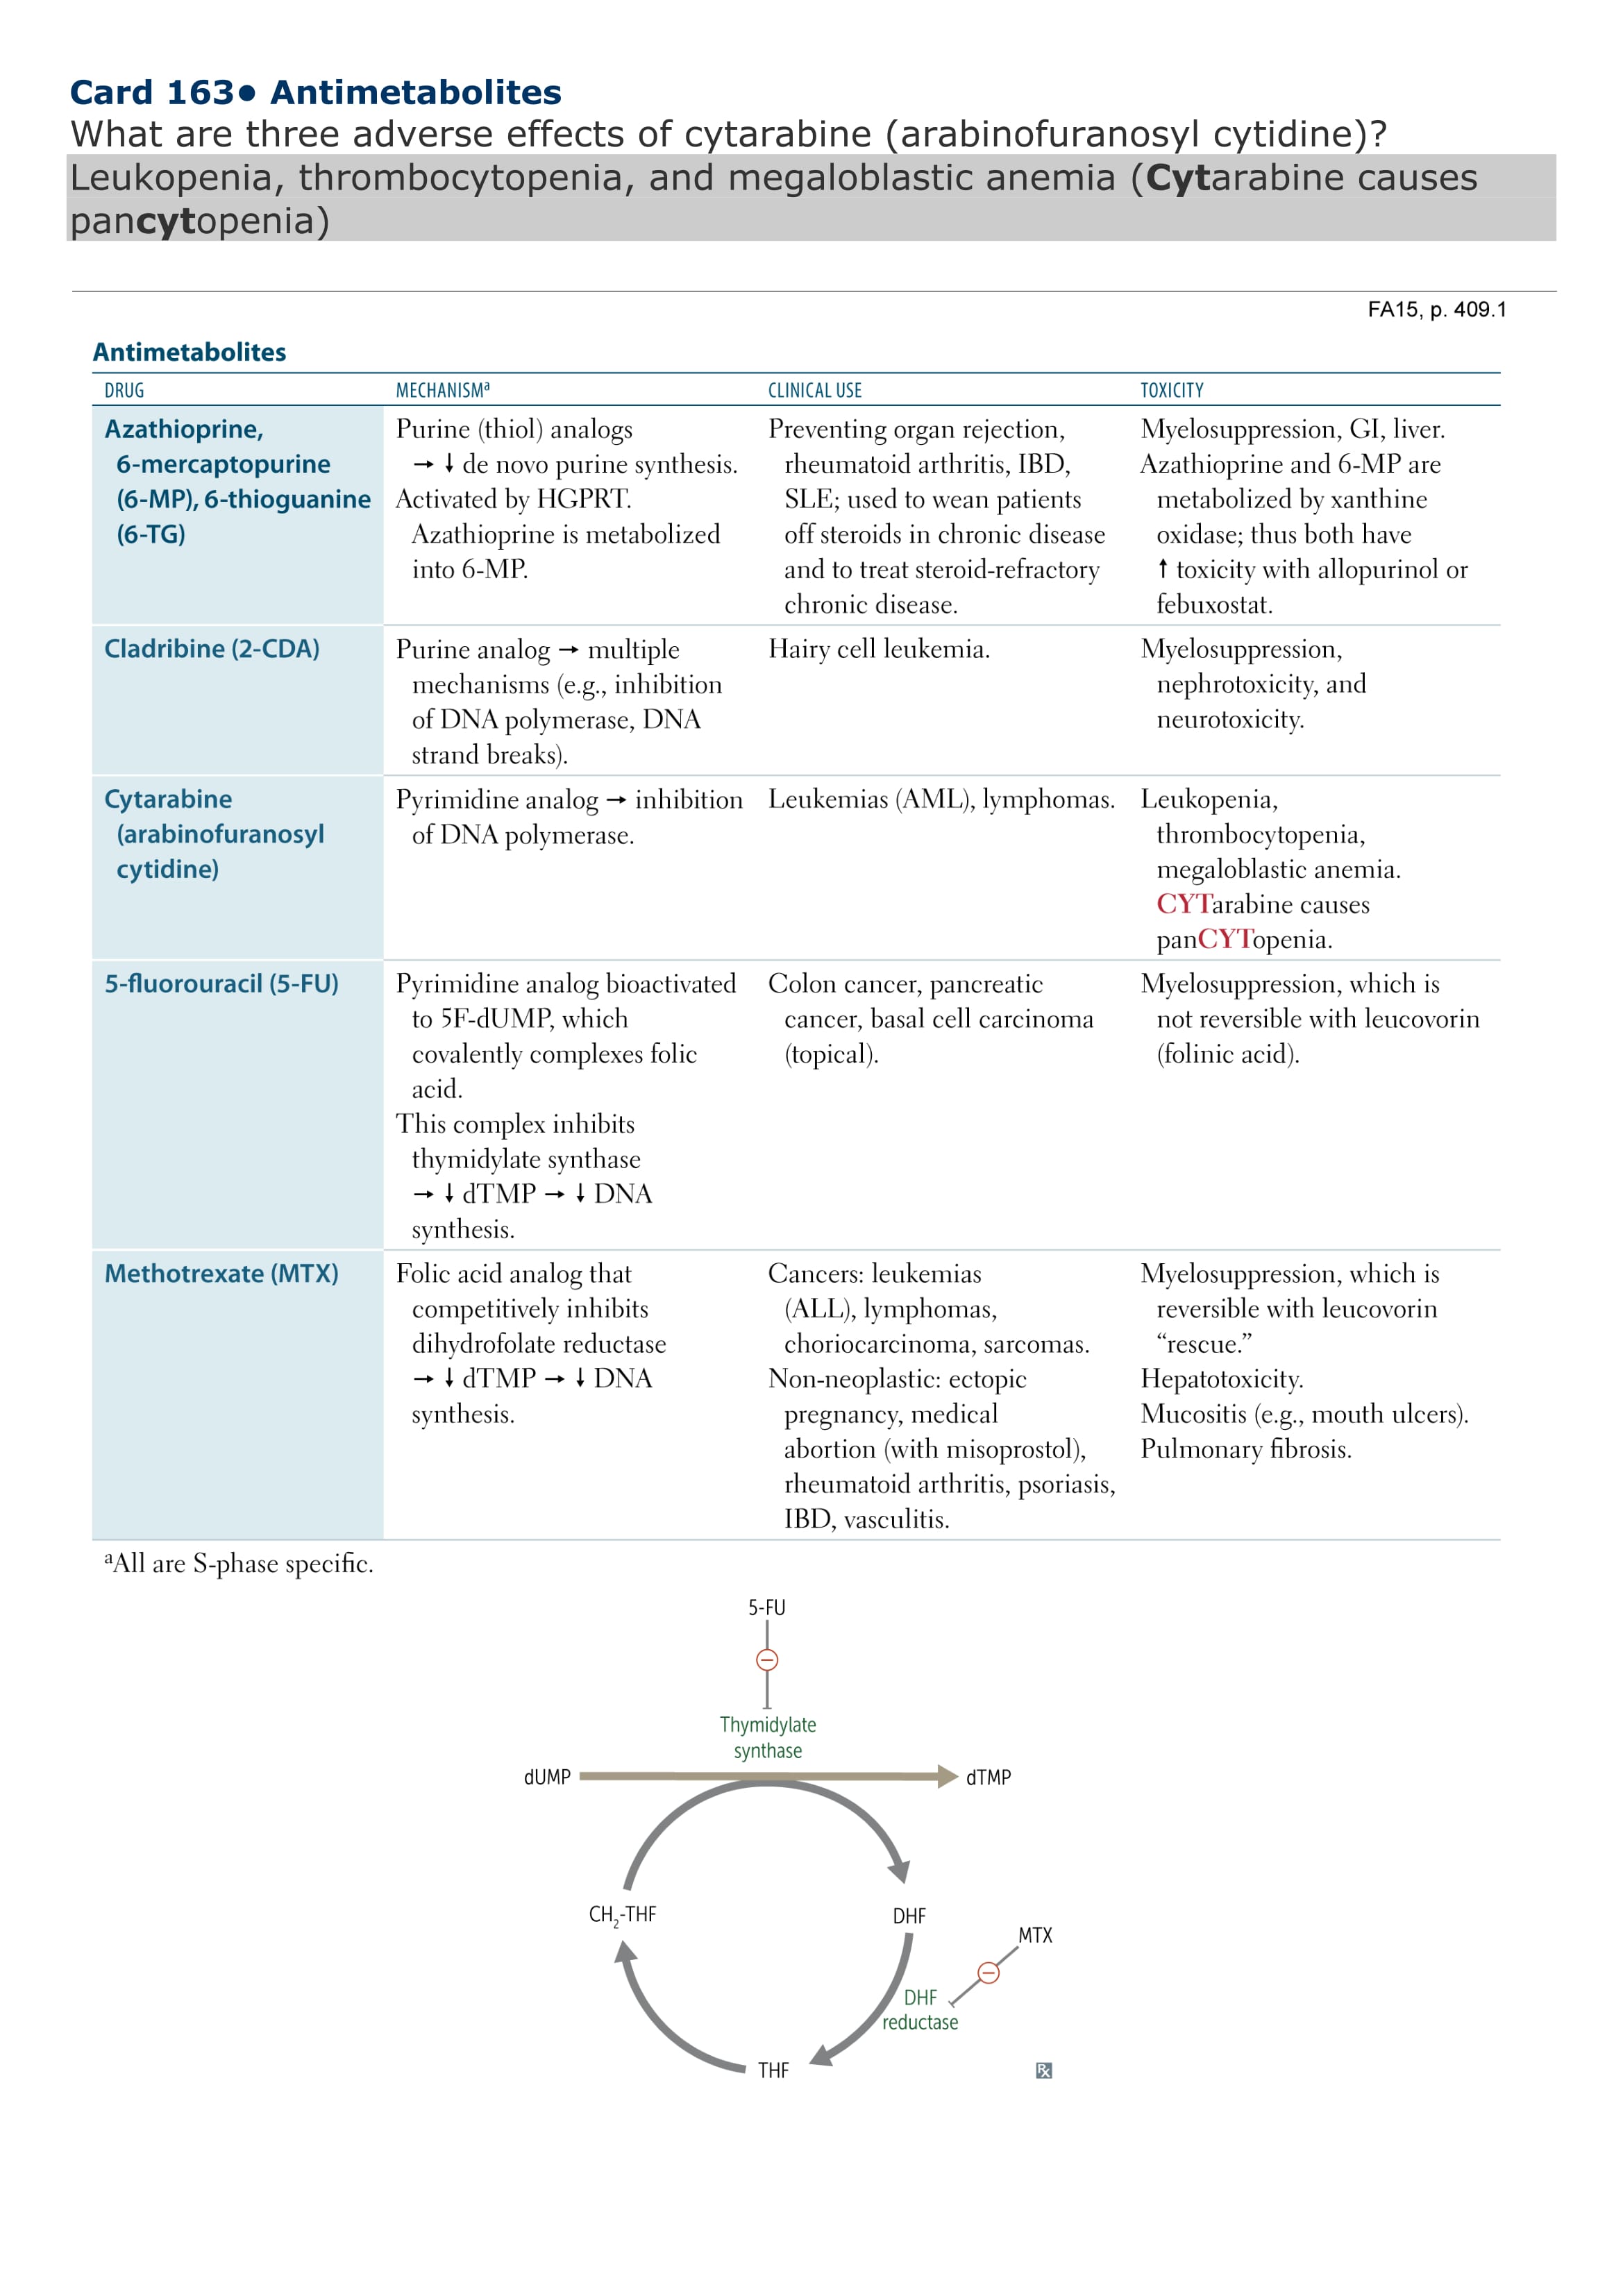 Card 163• Antimetabolites
What are three adverse effects of cytarabine (arabinofuranosyl cytidine)?
Leukopenia, thrombocytopenia, and megaloblastic anemia (Cytarabine causes
pancytopenia)
FA15, p. 409.1
Antimetabolites
DRUG
MECHANISMª
CLINICAL USE
TOXICITY
Azathioprine,
6-mercaptopurine
(6-MP), 6-thioguanine
(6-TG)
Purine (thiol) analogs
→ ↓ de novo purine synthesis.
Activated by HGPRT.
Azathioprine is metabolized
into 6-MP.
Preventing organ rejection,
rheumatoid arthritis, IBD,
SLE; used to wean patients
off steroids in chronic disease
and to treat steroid-refractory
chronic disease.
Myelosuppression, GI, liver.
Azathioprine and 6-MP are
metabolized by xanthine
oxidase; thus both have
↑ toxicity with allopurinol or
febuxostat.
Cladribine (2-CDA)
Purine analog → multiple
mechanisms (e.g., inhibition
of DNA polymerase, DNA
strand breaks).
Hairy cell leukemia.
Myelosuppression,
nephrotoxicity, and
neurotoxicity.
Cytarabine
(arabinofuranosyl
cytidine)
Pyrimidine analog → inhibition
of DNA polymerase.
Leukemias (AML), lymphomas.
Leukopenia,
thrombocytopenia,
megaloblastic anemia.
CYTarabine causes
panCYTopenia.
5-fluorouracil (5-FU)
Pyrimidine analog bioactivated
to 5F-dUMP, which
covalently complexes folic
acid.
This complex inhibits
thymidylate synthase
→ ↓ dTMP → ↓ DNA
synthesis.
Colon cancer, pancreatic
cancer, basal cell carcinoma
(topical).
Myelosuppression, which is
not reversible with leucovorin
(folinic acid).
Methotrexate (MTX)
Folic acid analog that
competitively inhibits
dihydrofolate reductase
→ ↓ dTMP → ↓ DNA
synthesis.
Cancers: leukemias
(ALL), lymphomas,
choriocarcinoma, sarcomas.
Non-neoplastic: ectopic
pregnancy, medical
abortion (with misoprostol),
rheumatoid arthritis, psoriasis,
IBD, vasculitis.
Myelosuppression, which is
reversible with leucovorin
“rescue.”
Hepatotoxicity.
Mucositis (e.g., mouth ulcers).
Pulmonary fibrosis.
ªAll are S-phase specific.
5-FU
−
Thymidylate
synthase
dUMP
dTMP
CH₂-THF
DHF
MTX
−
DHF
reductase
THF
Rx